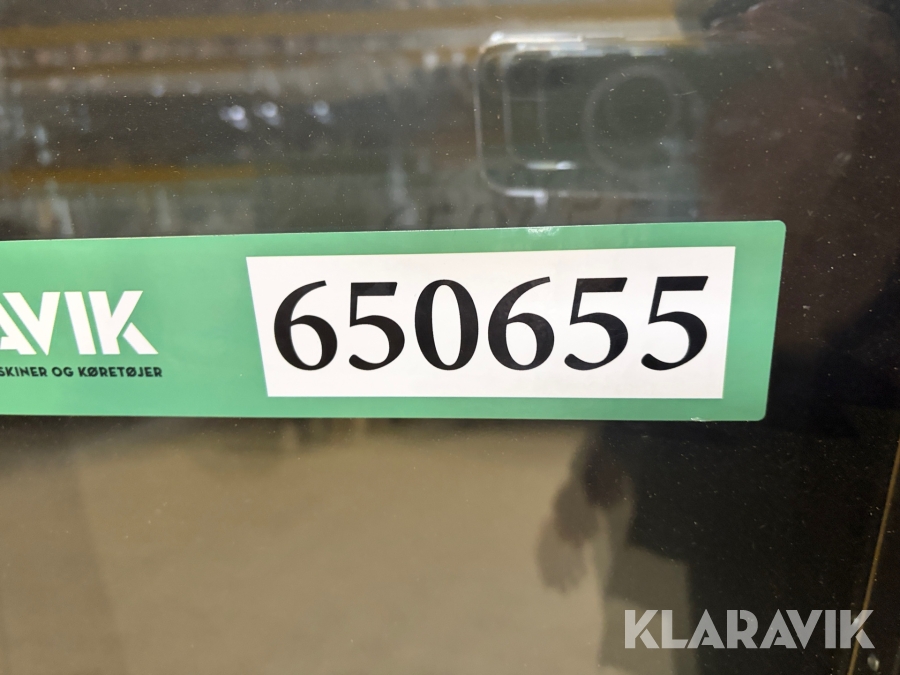 AVIK
SKINER OG KØRETØJER
650655
KLARAVIK